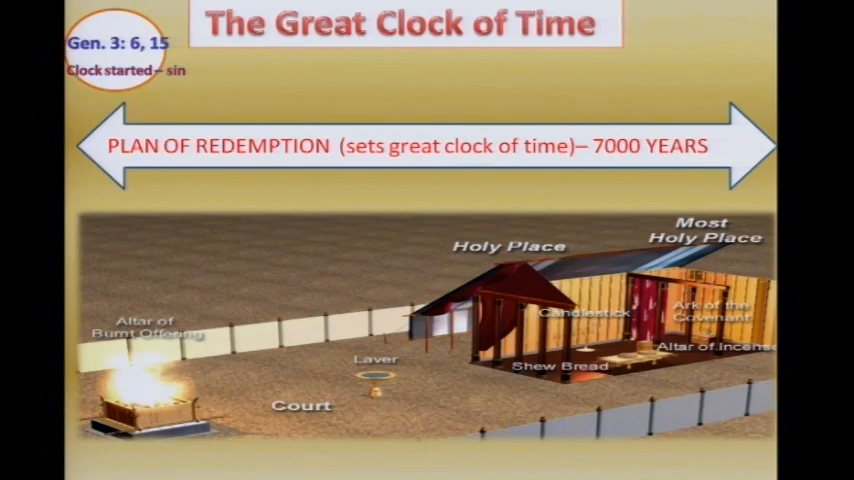 The Great Clock of Time
Gen. 3: 6, 15
Clock started – sin
PLAN OF REDEMPTION (sets great clock of time)– 7000 YEARS
Most
Holy Place
Holy Place
Altar of
Burnt Offering
Candlestick
Ark of the
Covenant
Altar of Incense
Laver
Shew Bread
Court